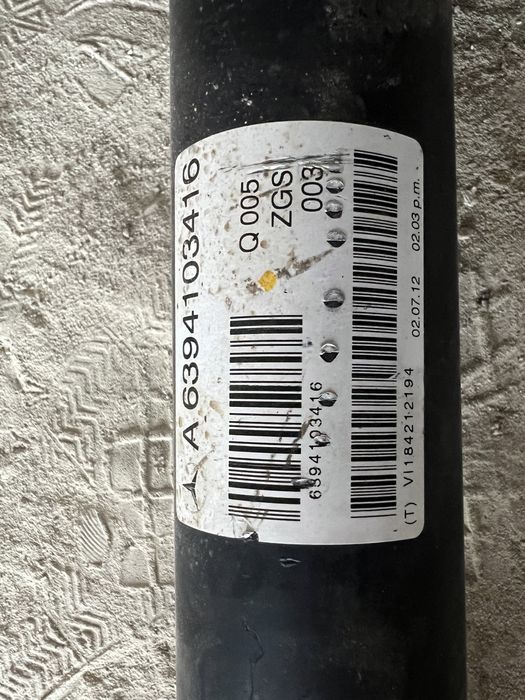 A 6394103416
Q 005
ZGS
003
6394103416
(T) VI184212194 02.07.12 02.03 p.m.